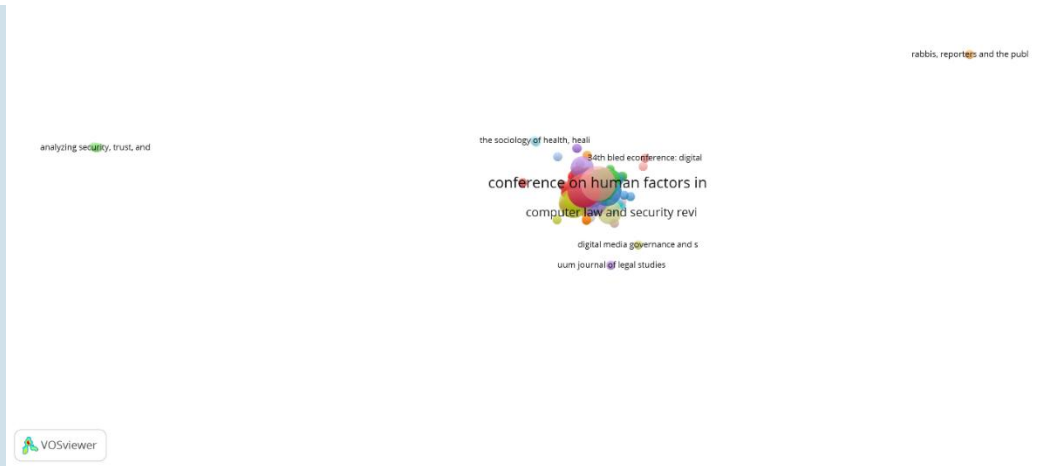 rabbis, reporters and the publ
the sociology of health, heali
analyzing security, trust, and
34th bled econference: digital
conference on human factors in
computer law and security revi
digital media governance and s
uum journal of legal studies
VOSviewer